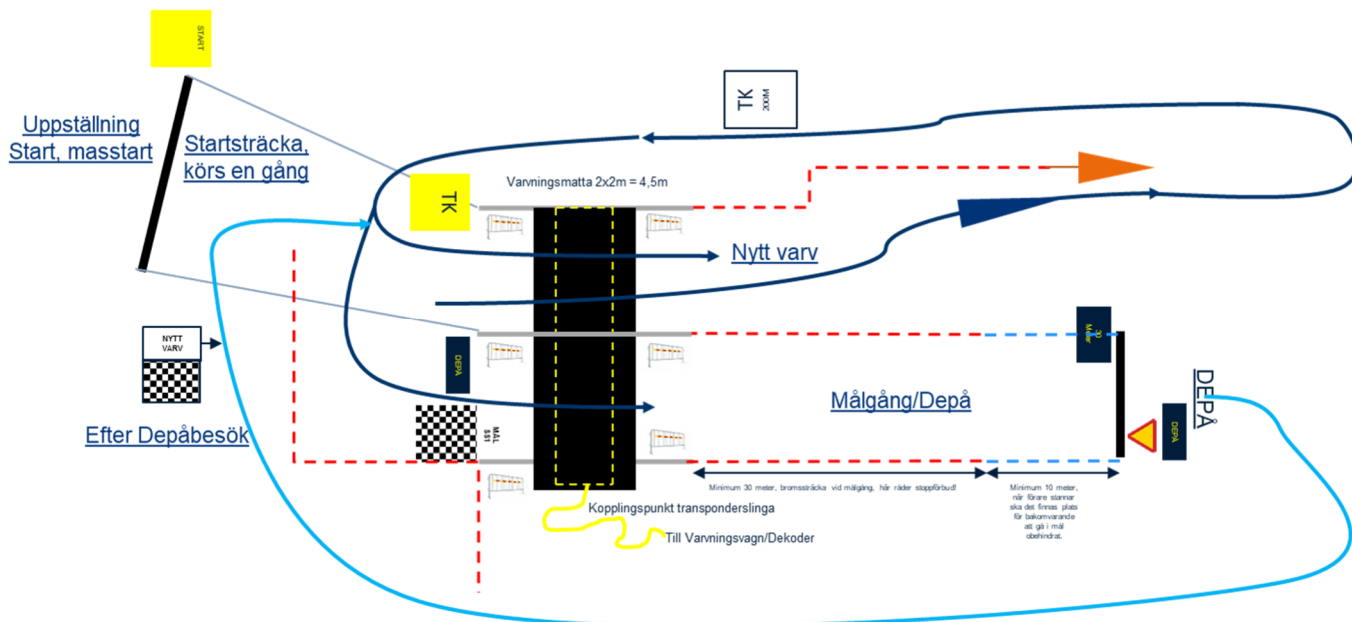 START
Uppställning
Start, masstart
Startsträcka,
körs en gång
TK
200M
TK
Varvningsmatta 2x2m = 4,5m
Nytt varv
NYTT
VARV
Efter Depåbesök
DEPÅ
MÅL
SS1
Målgång/Depå
30
Meter
DEPÅ
DEPÅ
Minimum 30 meter, bromssträcka vid målgång, här råder stoppförbud!
Minimum 10 meter,
när förare stannar
ska det finnas plats
för bakomvarande
att gå i mål
obehindrat.
Kopplingspunkt transponderslinga
Till Varvningsvagn/Dekoder